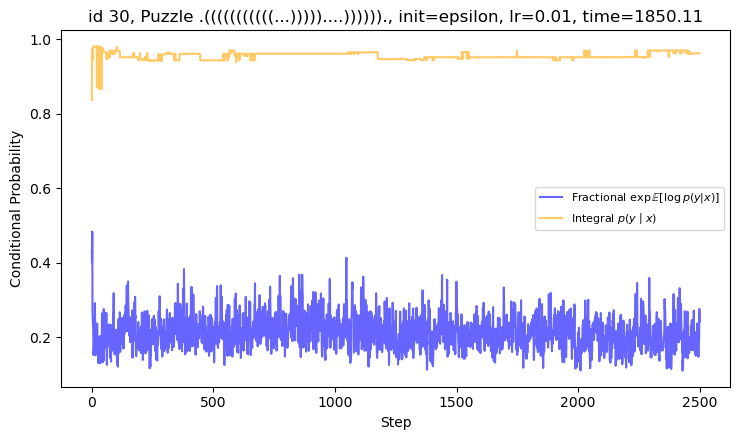 id 30, Puzzle .(((((((((((...)))))....))))))., init=epsilon, lr=0.01, time=1850.11
1.0
0.8
0.6
0.4
0.2
Conditional Probability
Fractional exp𝔼[log p(y|x)]
Integral p(y | x)
0
500
1000
1500
2000
2500
Step